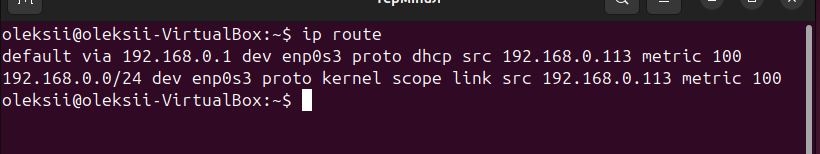 Терминал
oleksii@oleksii-VirtualBox:~$ ip route
default via 192.168.0.1 dev enp0s3 proto dhcp src 192.168.0.113 metric 100
192.168.0.0/24 dev enp0s3 proto kernel scope link src 192.168.0.113 metric 100
oleksii@oleksii-VirtualBox:~$